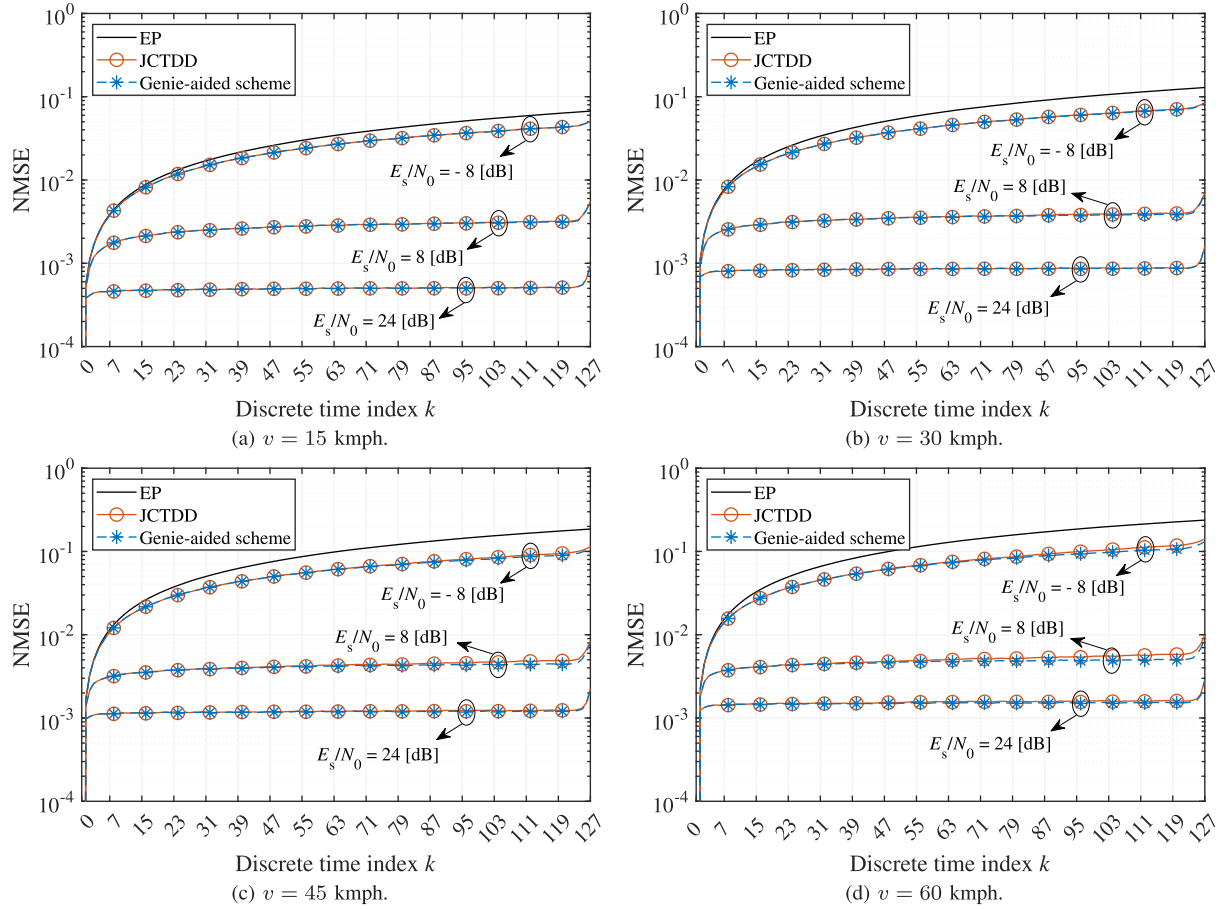 10^0
10^-1
10^-2
10^-3
10^-4
NMSE
EP
JCTDD
Genie-aided scheme
E_s/N_0 = - 8 [dB]
E_s/N_0 = 8 [dB]
E_s/N_0 = 24 [dB]
0 7 15 23 31 39 47 55 63 71 79 87 95 103 111 119 127
Discrete time index k
(a) v = 15 kmph.
10^0
10^-1
10^-2
10^-3
10^-4
NMSE
EP
JCTDD
Genie-aided scheme
E_s/N_0 = - 8 [dB]
E_s/N_0 = 8 [dB]
E_s/N_0 = 24 [dB]
0 7 15 23 31 39 47 55 63 71 79 87 95 103 111 119 127
Discrete time index k
(b) v = 30 kmph.
10^0
10^-1
10^-2
10^-3
10^-4
NMSE
EP
JCTDD
Genie-aided scheme
E_s/N_0 = - 8 [dB]
E_s/N_0 = 8 [dB]
E_s/N_0 = 24 [dB]
0 7 15 23 31 39 47 55 63 71 79 87 95 103 111 119 127
Discrete time index k
(c) v = 45 kmph.
10^0
10^-1
10^-2
10^-3
10^-4
NMSE
EP
JCTDD
Genie-aided scheme
E_s/N_0 = - 8 [dB]
E_s/N_0 = 8 [dB]
E_s/N_0 = 24 [dB]
0 7 15 23 31 39 47 55 63 71 79 87 95 103 111 119 127
Discrete time index k
(d) v = 60 kmph.